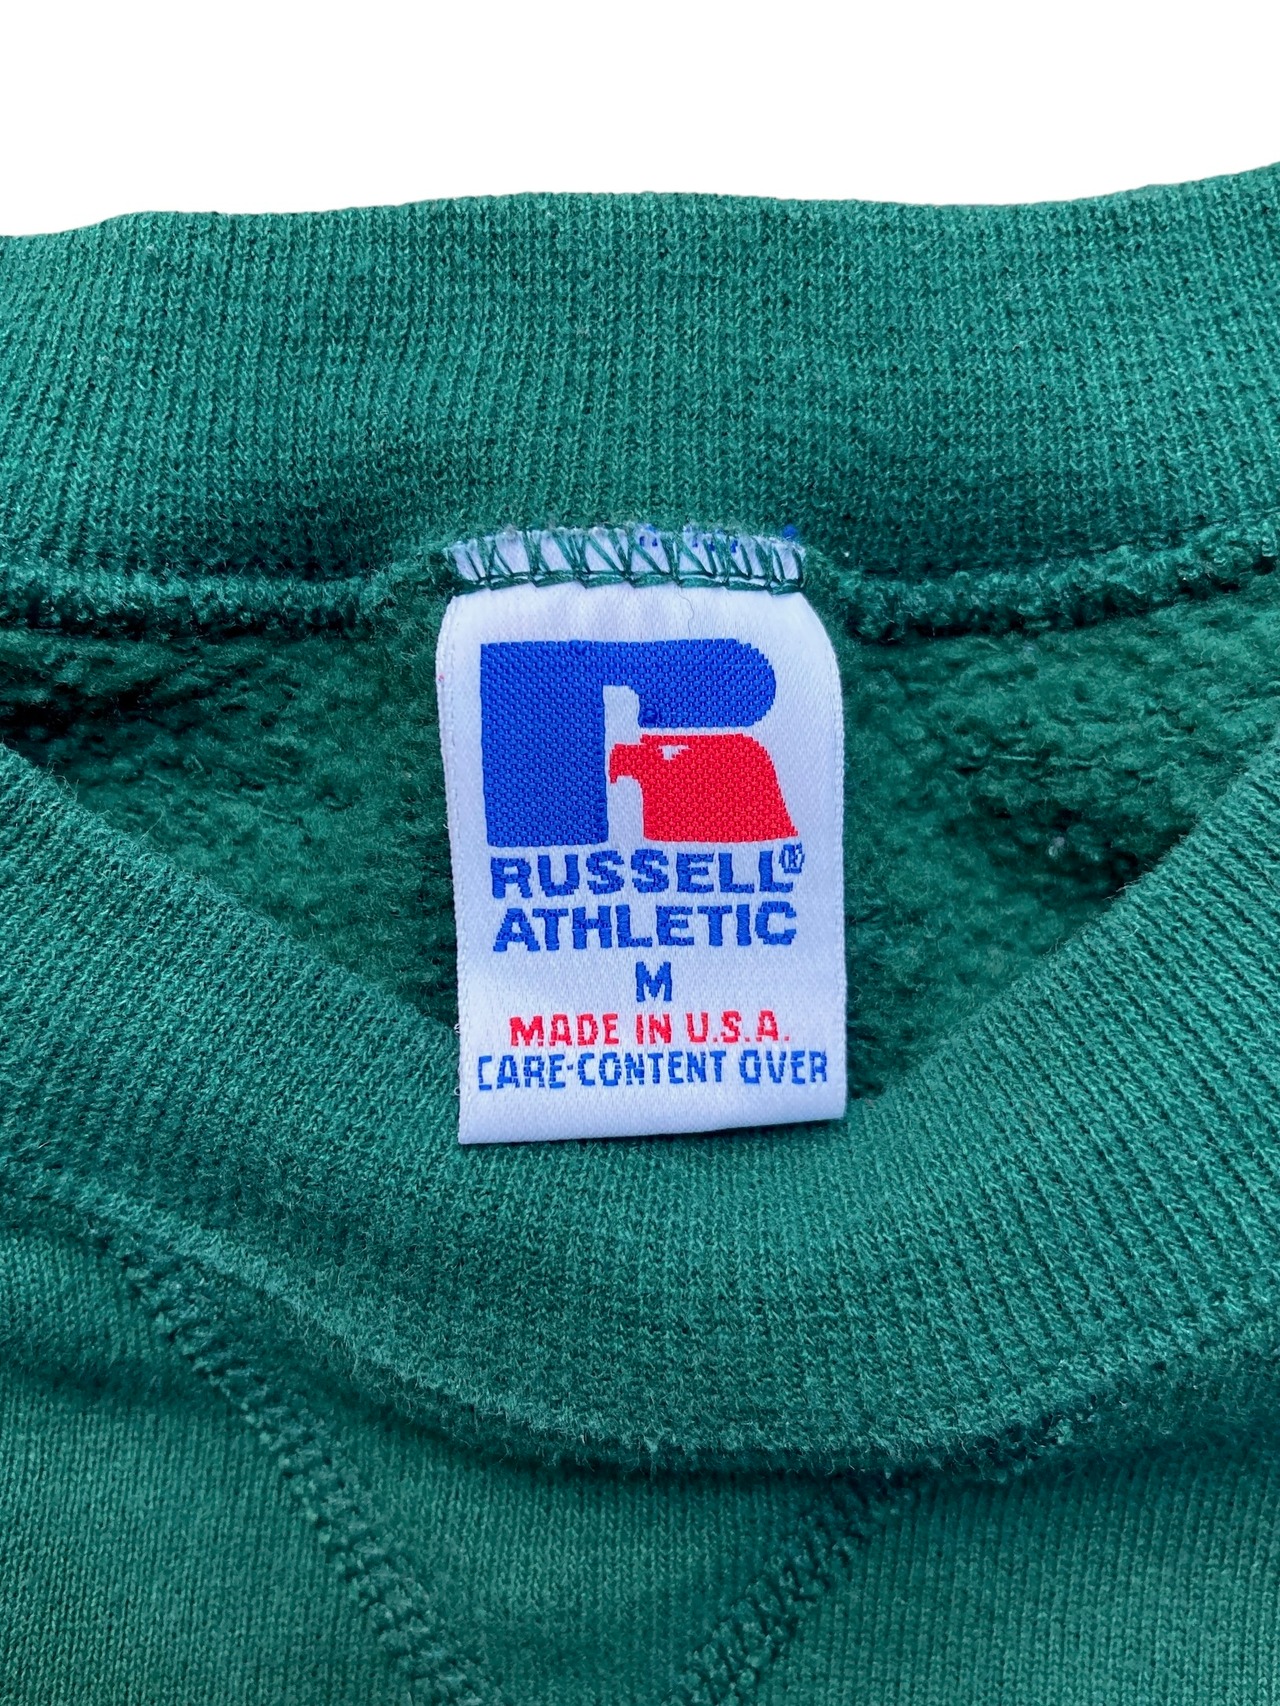 RUSSELL®
ATHLETIC
M
MADE IN U.S.A.
CARE-CONTENT OVER